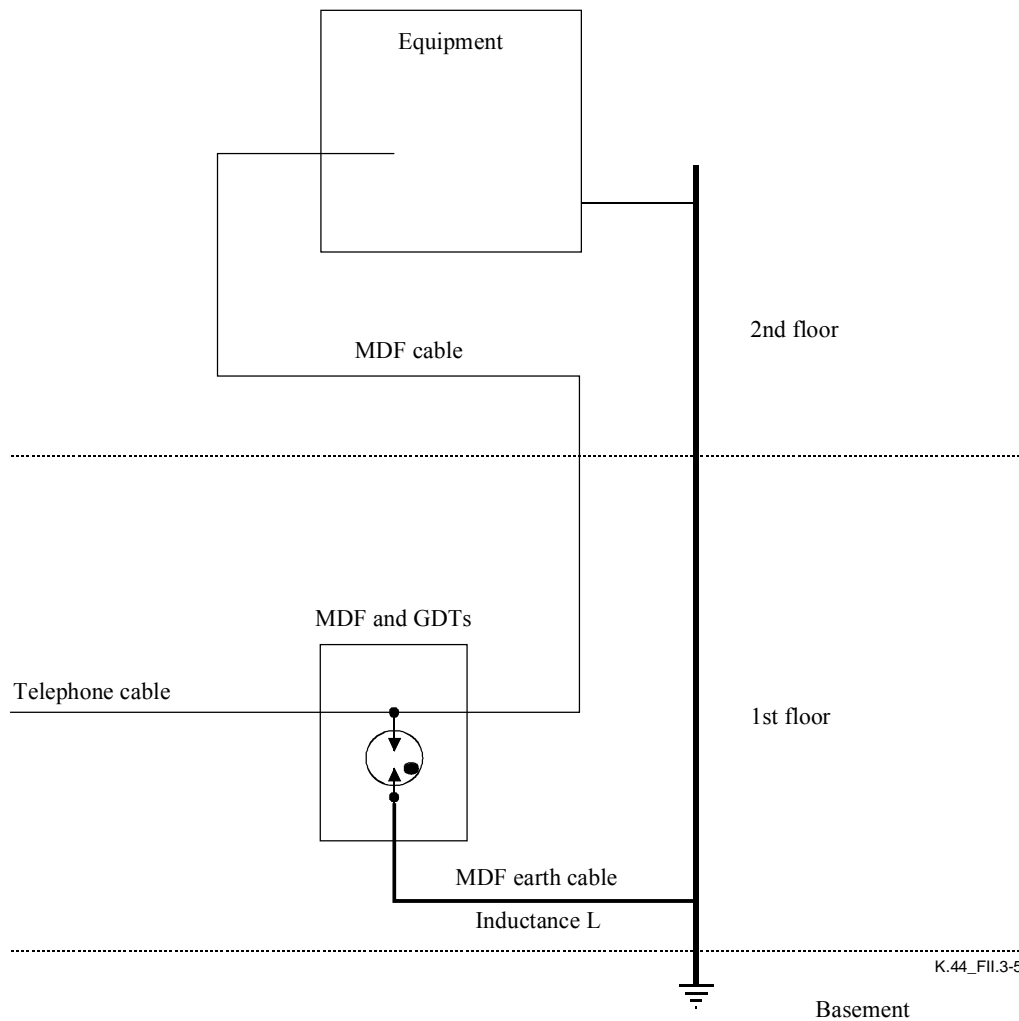 Equipment
2nd floor
MDF cable
MDF and GDTs
Telephone cable
1st floor
MDF earth cable
Inductance L
K.44_FII.3-5
Basement